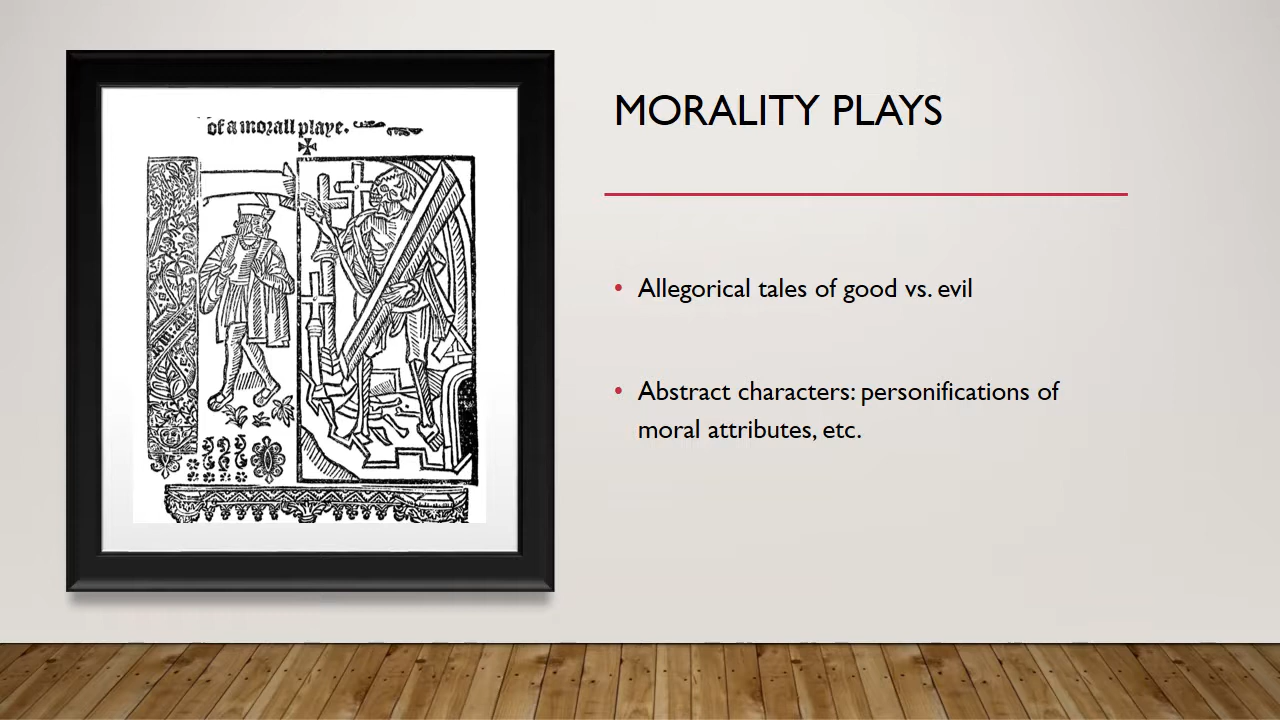 of a morall playe.
MORALITY PLAYS
• Allegorical tales of good vs. evil
• Abstract characters: personifications of
moral attributes, etc.